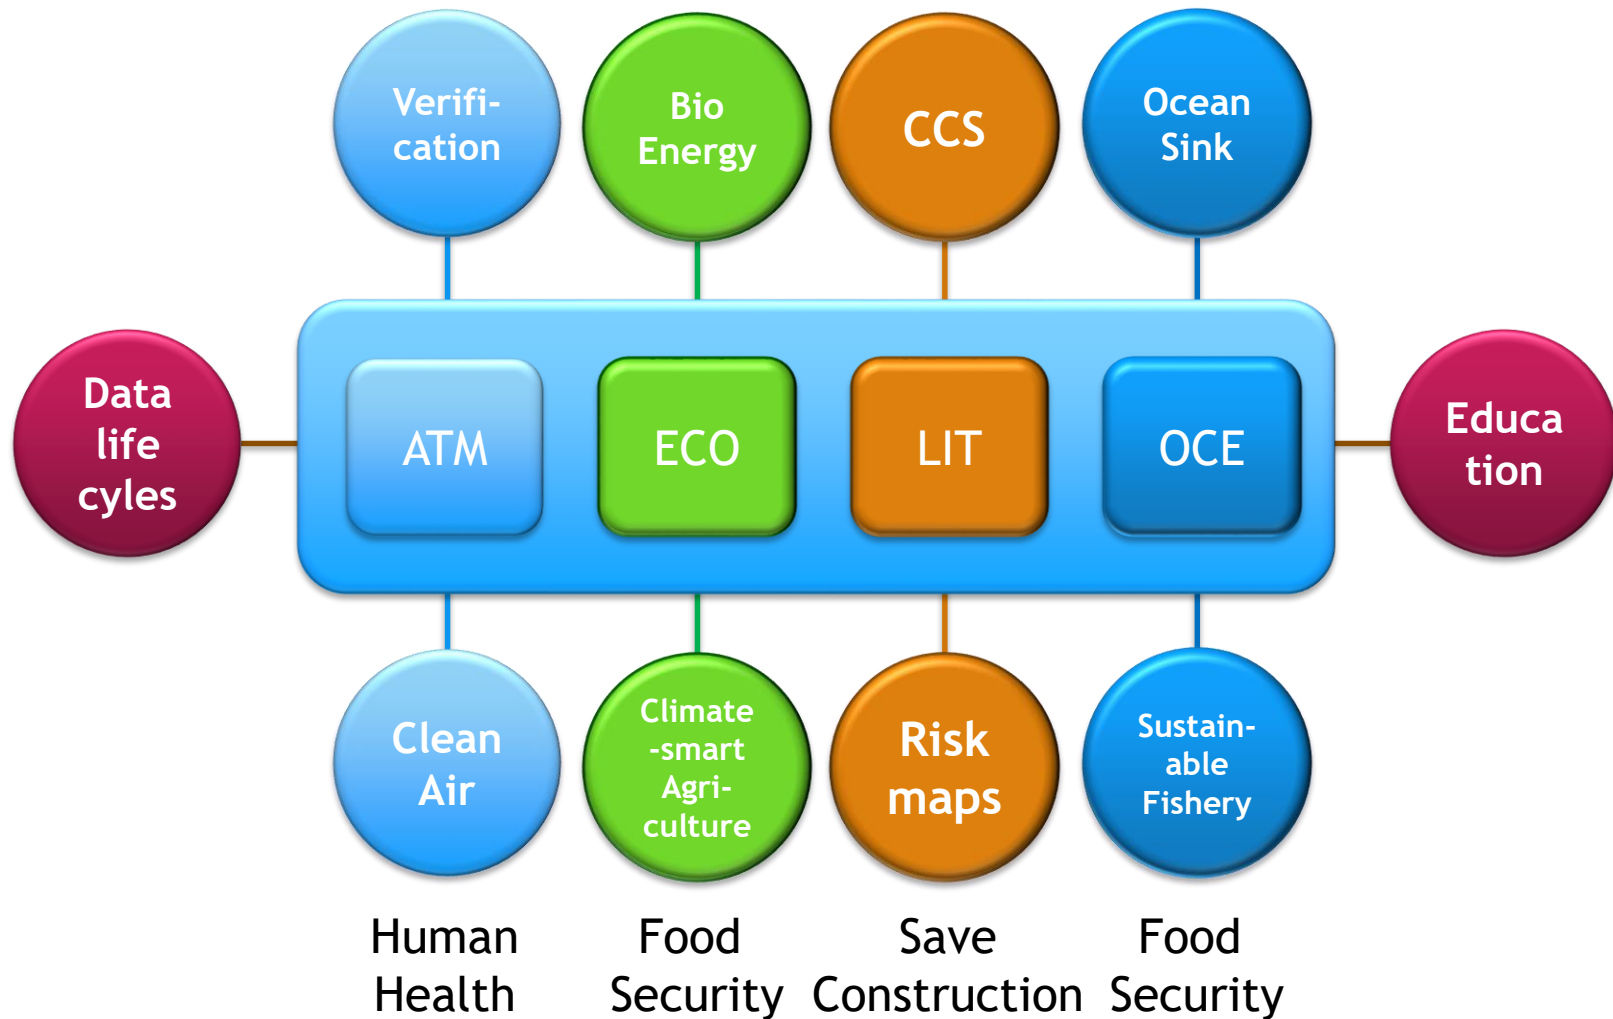 Verifi-
cation
Bio
Energy
CCS
Ocean
Sink
Data
life
cyles
ATM
ECO
LIT
OCE
Educa
tion
Clean
Air
Climate
-smart
Agri-
culture
Risk
maps
Sustain-
able
Fishery
Human
Health
Food
Security
Save
Construction
Food
Security